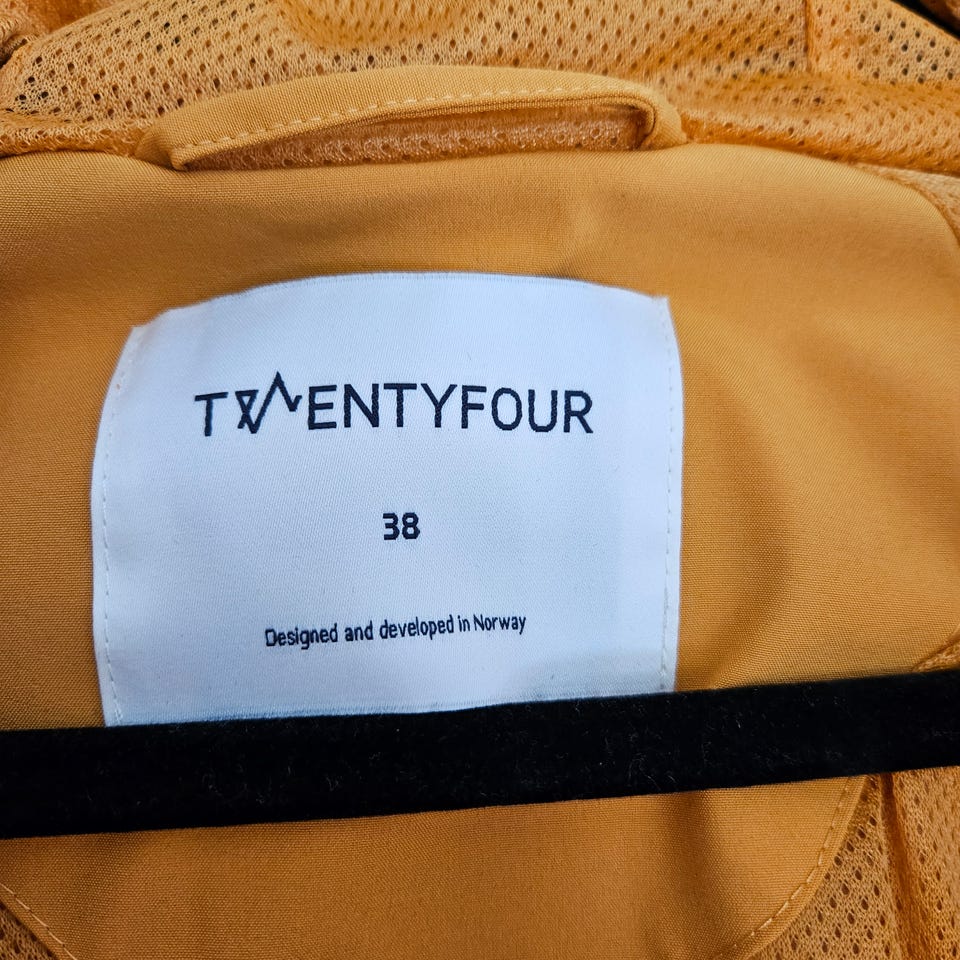 TWENTYFOUR
38
Designed and developed in Norway